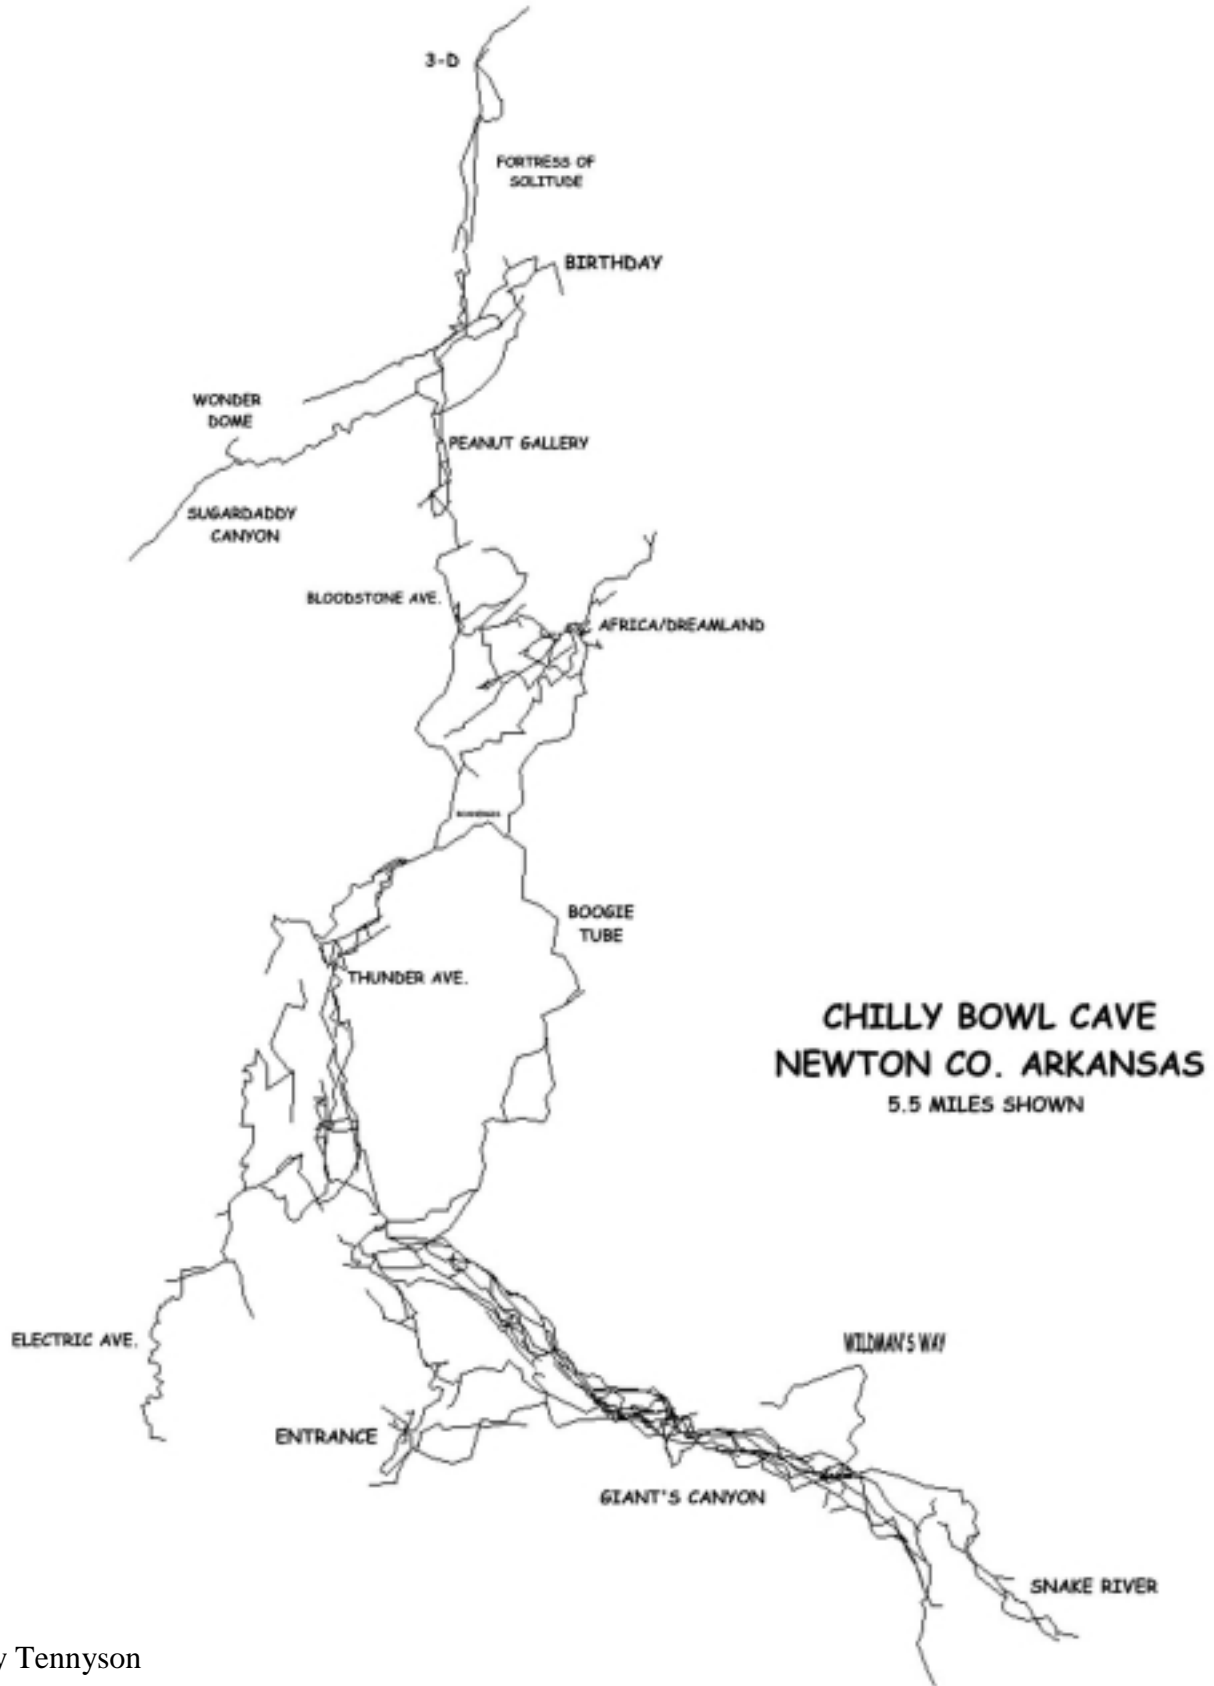 3-D
FORTRESS OF
SOLITUDE
BIRTHDAY
WONDER
DOME
PEANUT GALLERY
SUGARDADDY
CANYON
BLOODSTONE AVE.
AFRICA/DREAMLAND
BOOGIE
TUBE
THUNDER AVE.
CHILLY BOWL CAVE
NEWTON CO. ARKANSAS
5.5 MILES SHOWN
ELECTRIC AVE.
WILDMAN'S WAY
ENTRANCE
GIANT'S CANYON
SNAKE RIVER
Tennyson